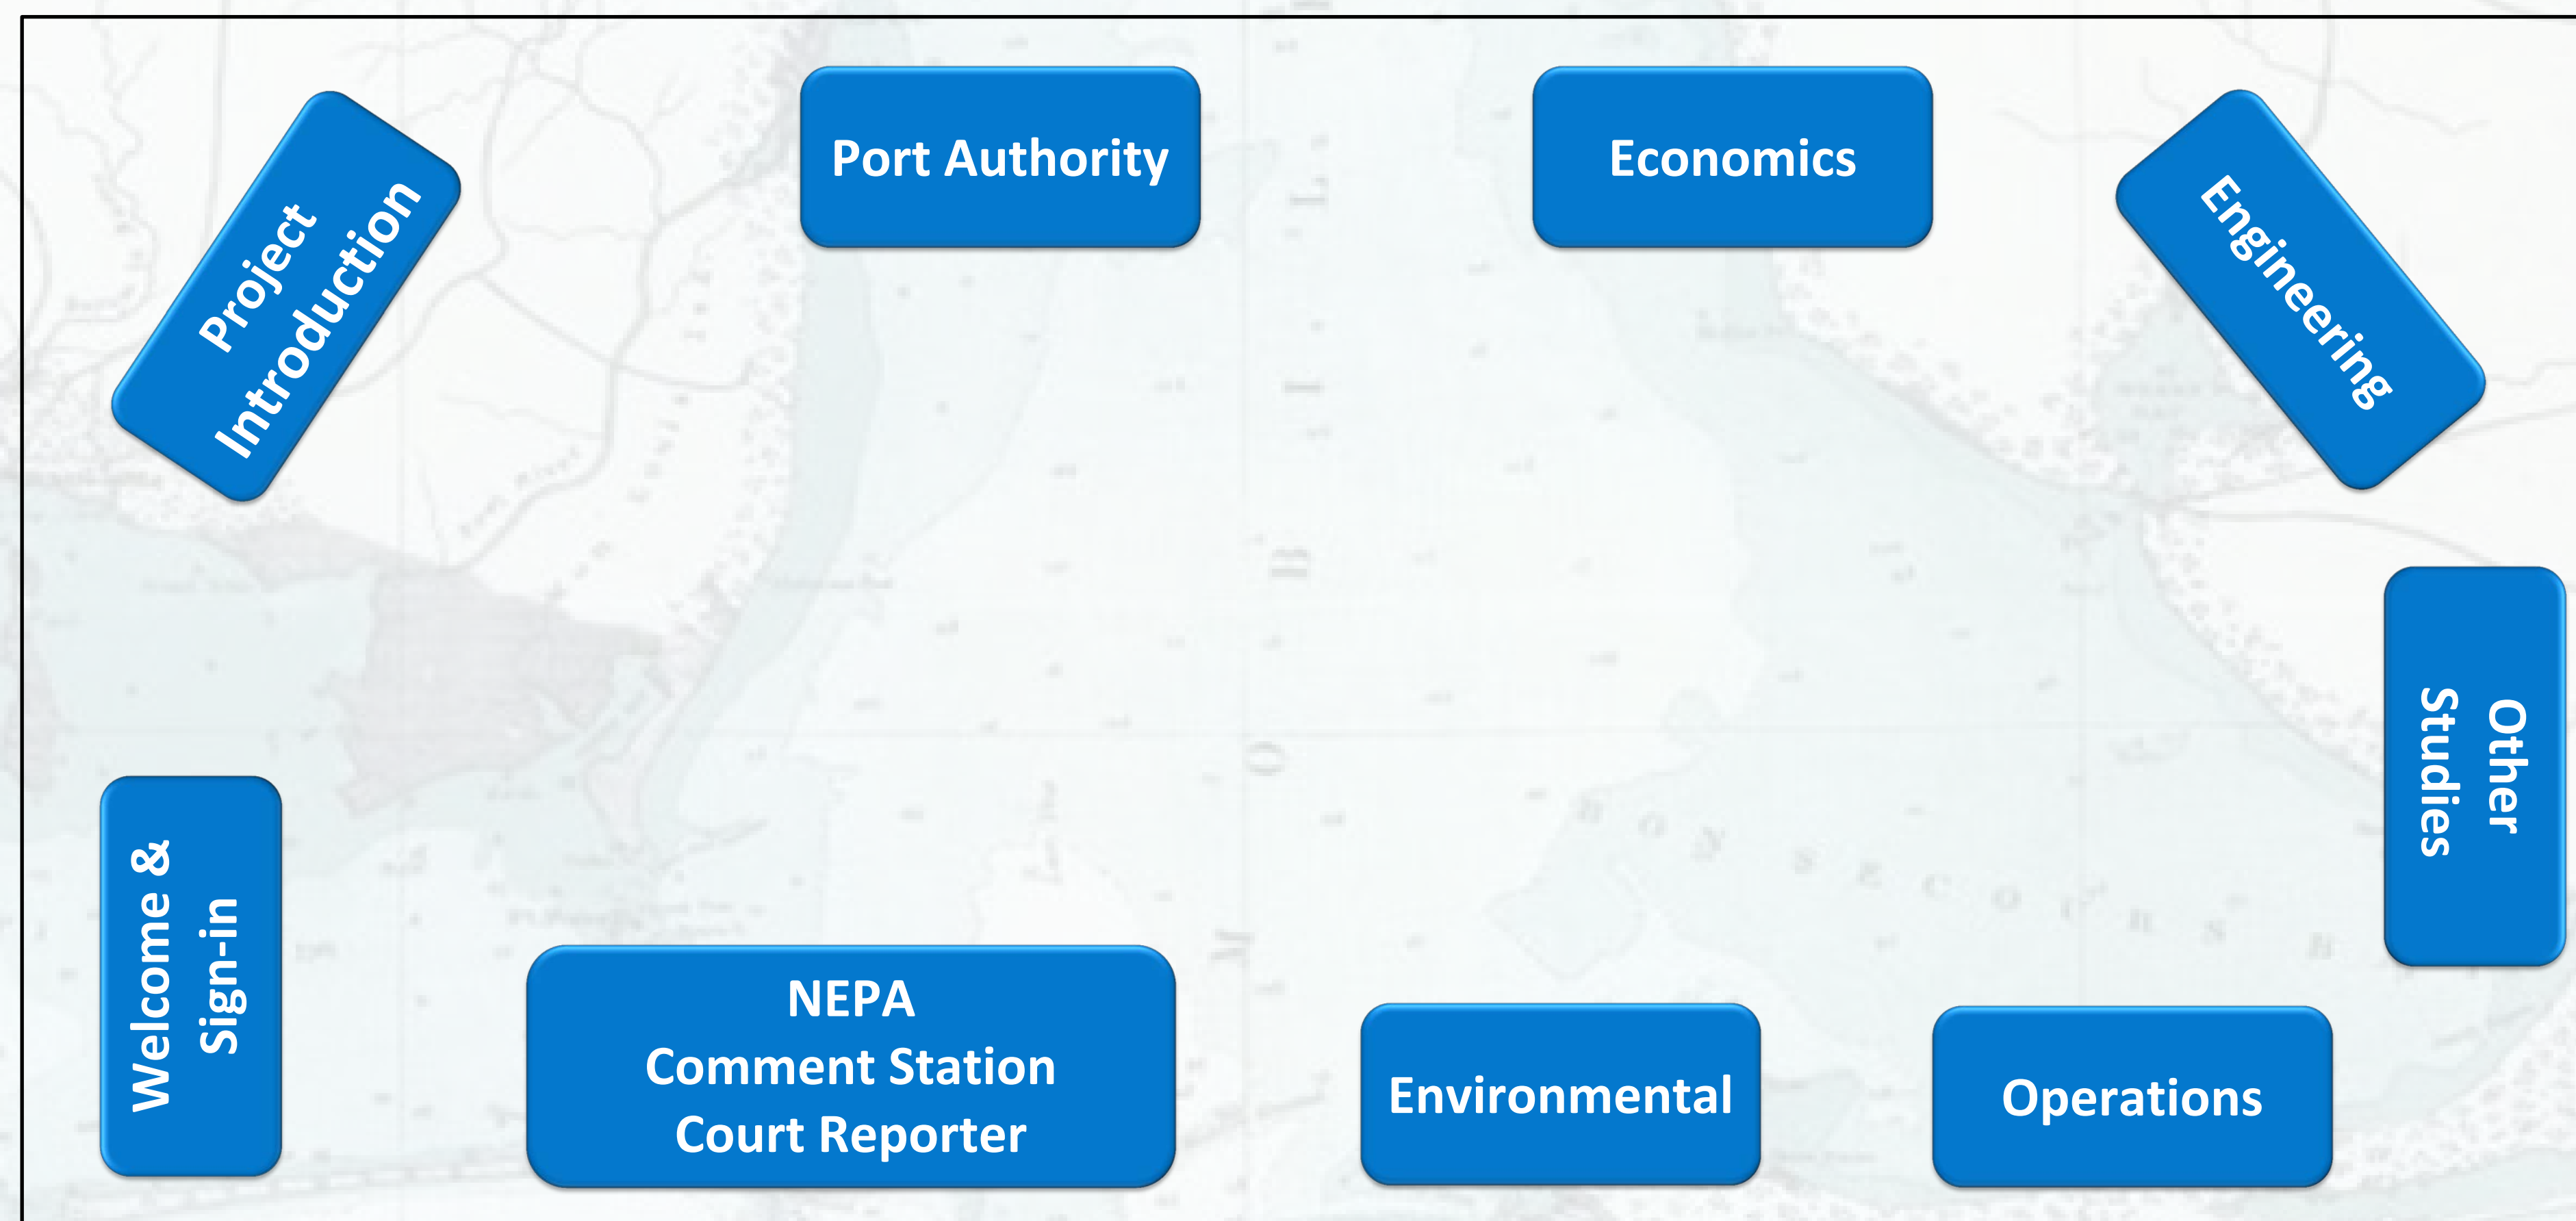 Project
Introduction
Port Authority
Economics
Engineering
Other
Studies
Welcome &
Sign-in
NEPA
Comment Station
Court Reporter
Environmental
Operations